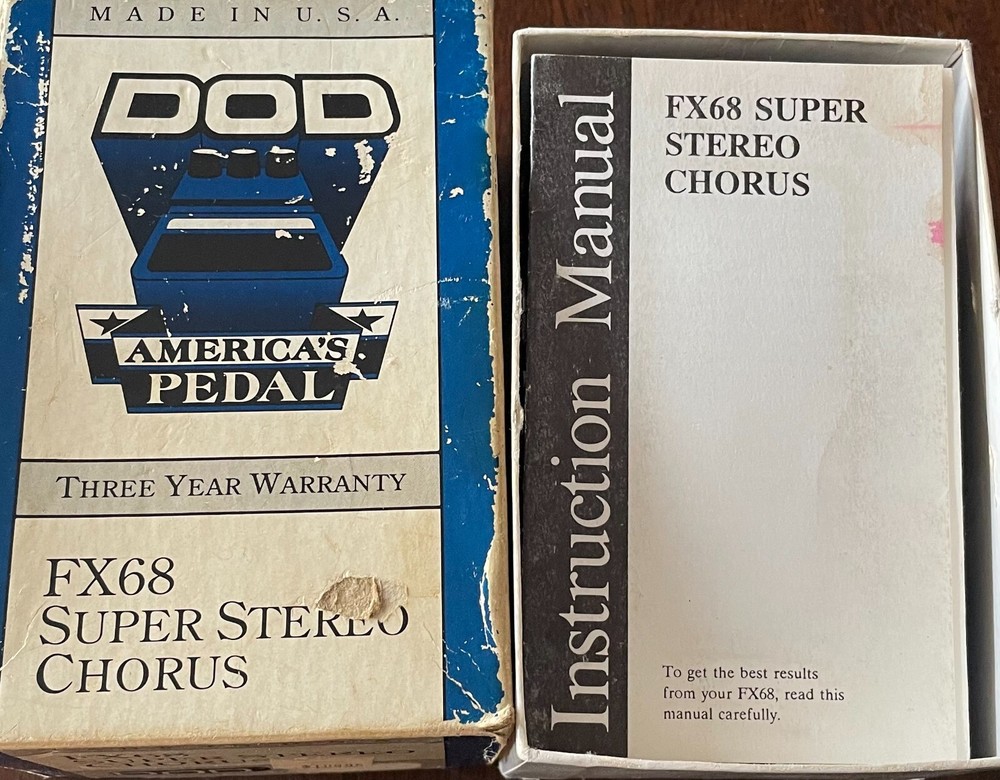 MADE IN U.S.A.
DOD
AMERICA'S
PEDAL
THREE YEAR WARRANTY
FX68
SUPER STEREO
CHORUS
Instruction Manual
FX68 SUPER
STEREO
CHORUS
To get the best results
from your FX68, read this
manual carefully.